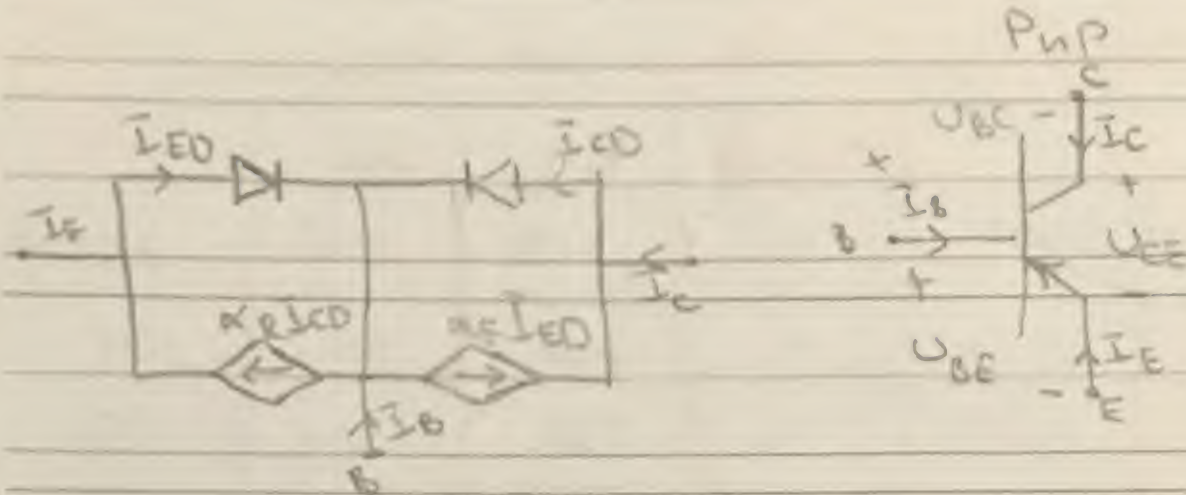 PnP
C
U_BC -
I_C
I_ED
I_CD
+
+
I_B
B
U_CE
I_E
I_C
+
-
α_R I_CD
α_F I_ED
U_BE
I_E
-
E
I_B
B